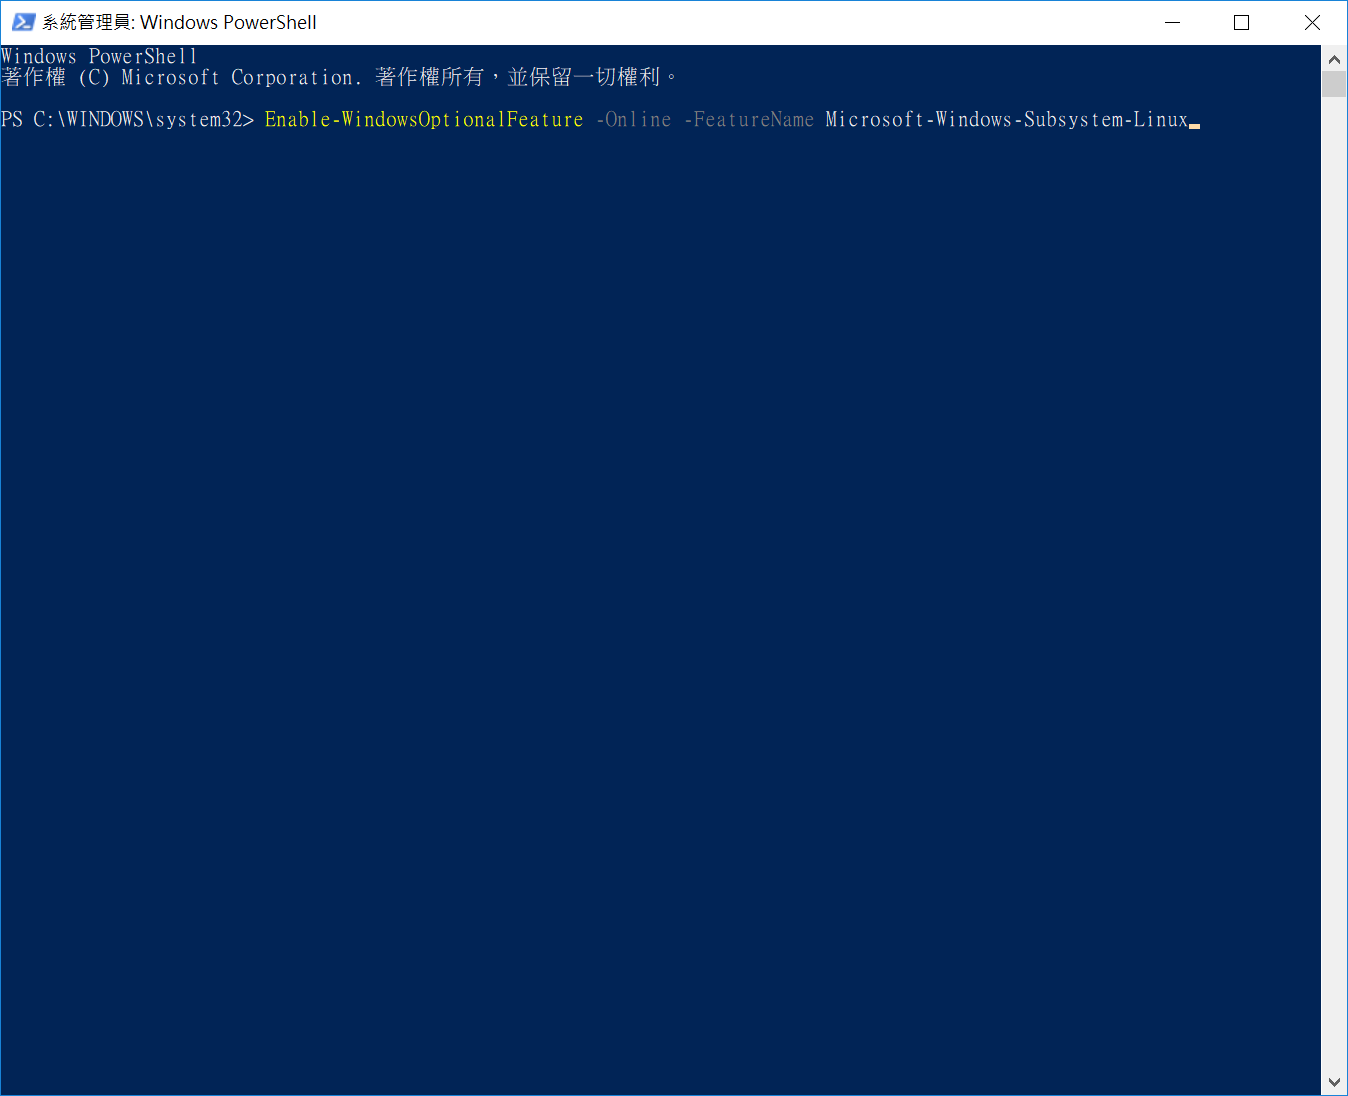 系統管理員: Windows PowerShell
Windows PowerShell
著作權 (C) Microsoft Corporation. 著作權所有，並保留一切權利。
PS C:\WINDOWS\system32> Enable-WindowsOptionalFeature -Online -FeatureName Microsoft-Windows-Subsystem-Linux